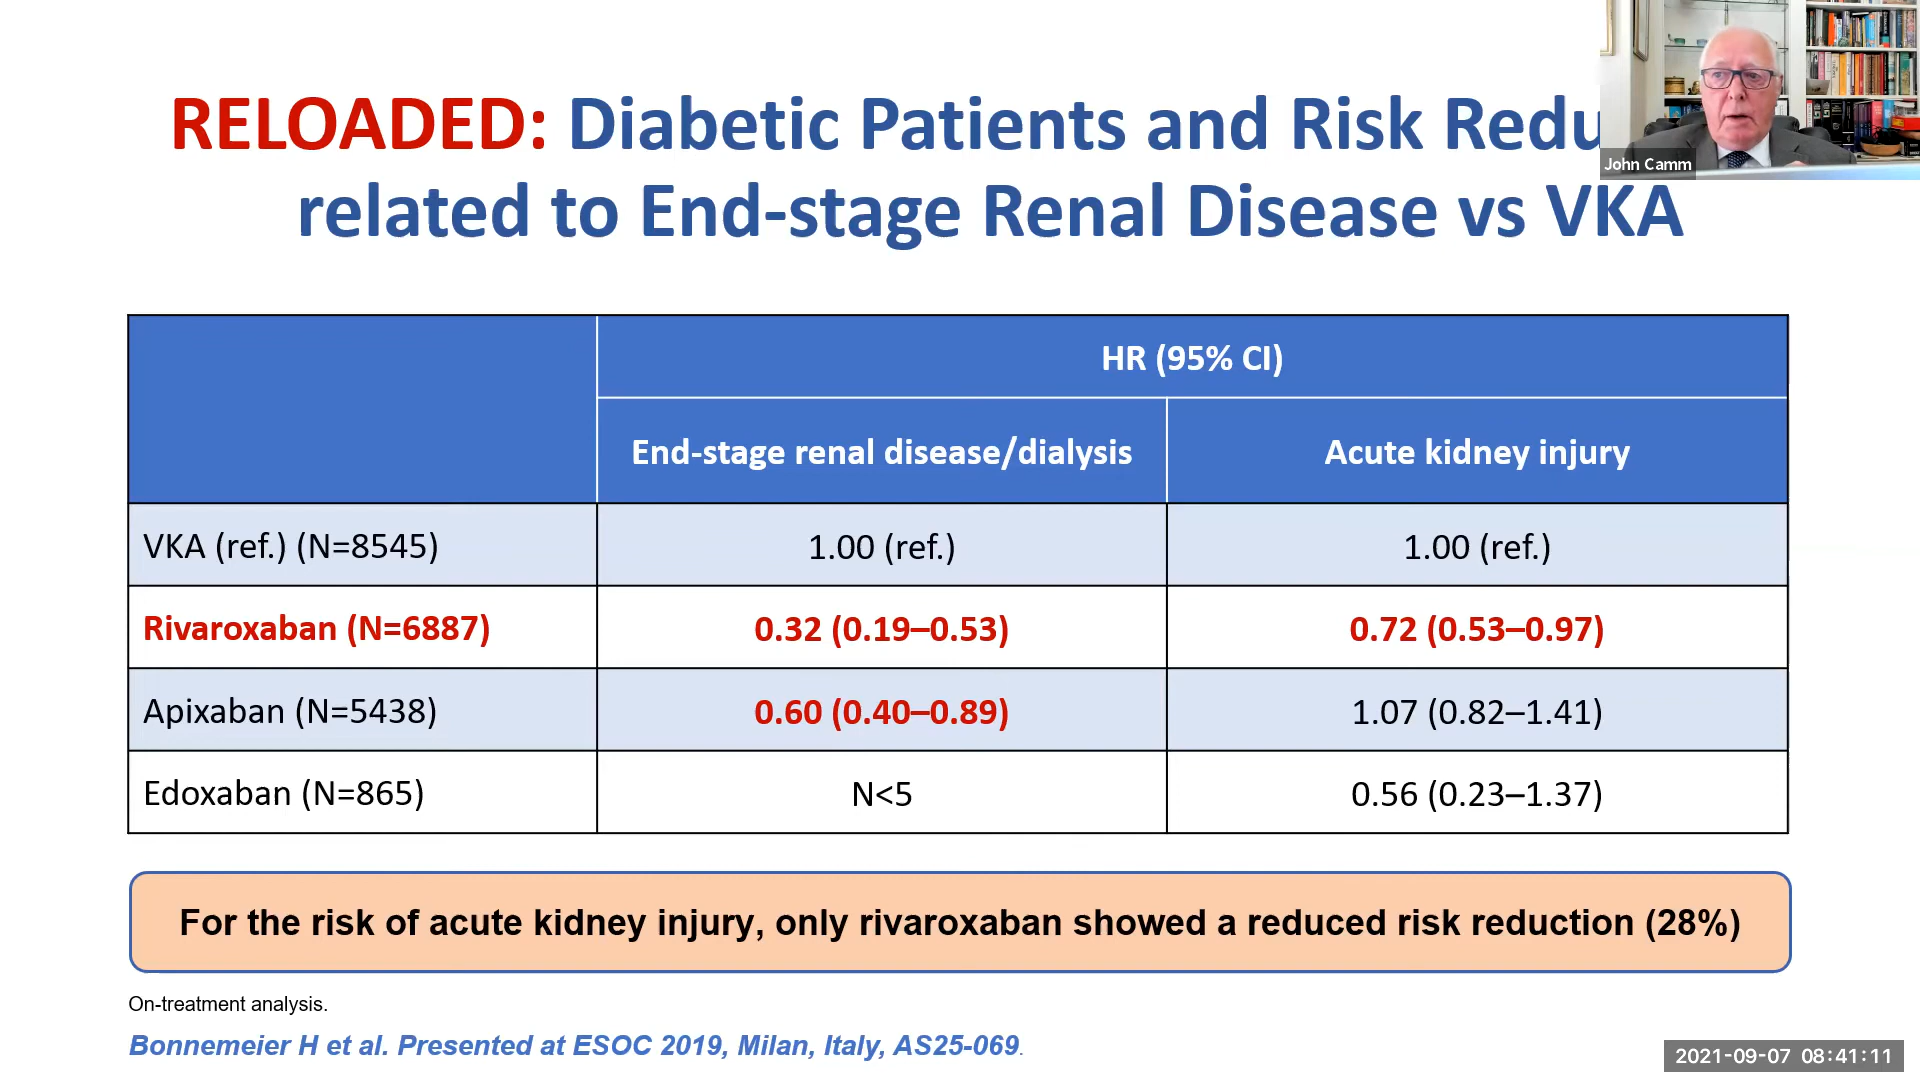 RELOADED: Diabetic Patients and Risk Redu
related to End-stage Renal Disease vs VKA
John Camm
HR (95% CI)
End-stage renal disease/dialysis Acute kidney injury
VKA (ref.) (N=8545) 1.00 (ref.) 1.00 (ref.)
Rivaroxaban (N=6887) 0.32 (0.19–0.53) 0.72 (0.53–0.97)
Apixaban (N=5438) 0.60 (0.40–0.89) 1.07 (0.82–1.41)
Edoxaban (N=865) N<5 0.56 (0.23–1.37)
For the risk of acute kidney injury, only rivaroxaban showed a reduced risk reduction (28%)
On-treatment analysis.
Bonnemeier H et al. Presented at ESOC 2019, Milan, Italy, AS25-069.
2021-09-07 08:41:11